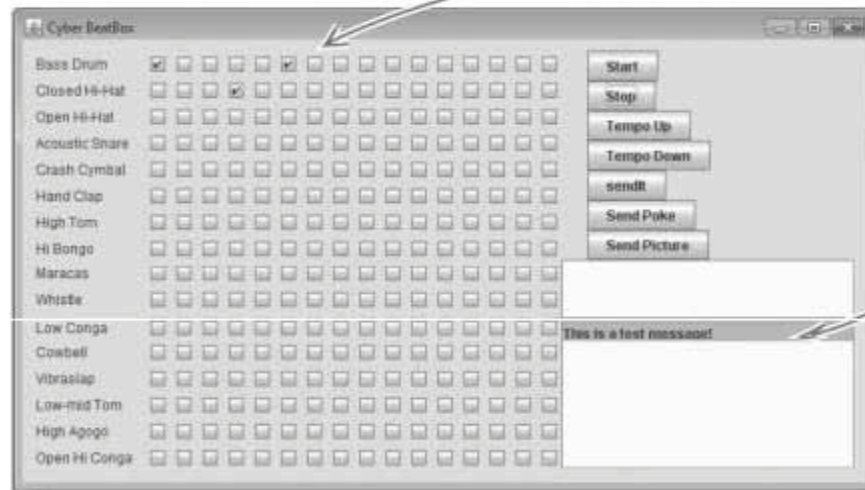 Cyber BeatBox
Bass Drum
Closed Hi-Hat
Open Hi-Hat
Acoustic Snare
Crash Cymbal
Hand Clap
High Tom
Hi Bongo
Maracas
Whistle
Low Conga
Cowbell
Vibraslap
Low-mid Tom
High Agogo
Open Hi Conga
Start
Stop
Tempo Up
Tempo Down
sendIt
Send Poke
Send Picture
This is a test message!